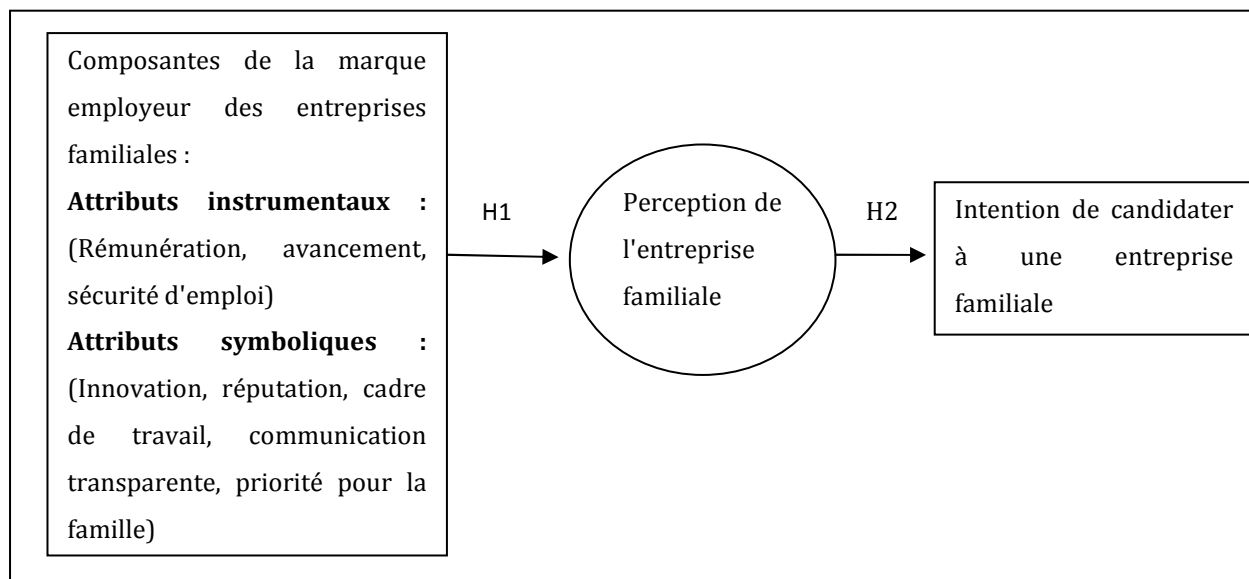 Composantes de la marque
employeur des entreprises
familiales :
Attributs instrumentaux :
(Rémunération, avancement,
sécurité d'emploi)
Attributs symboliques :
(Innovation, réputation, cadre
de travail, communication
transparente, priorité pour la
famille)
H1
Perception de
l'entreprise
familiale
H2
Intention de candidater
à une entreprise
familiale